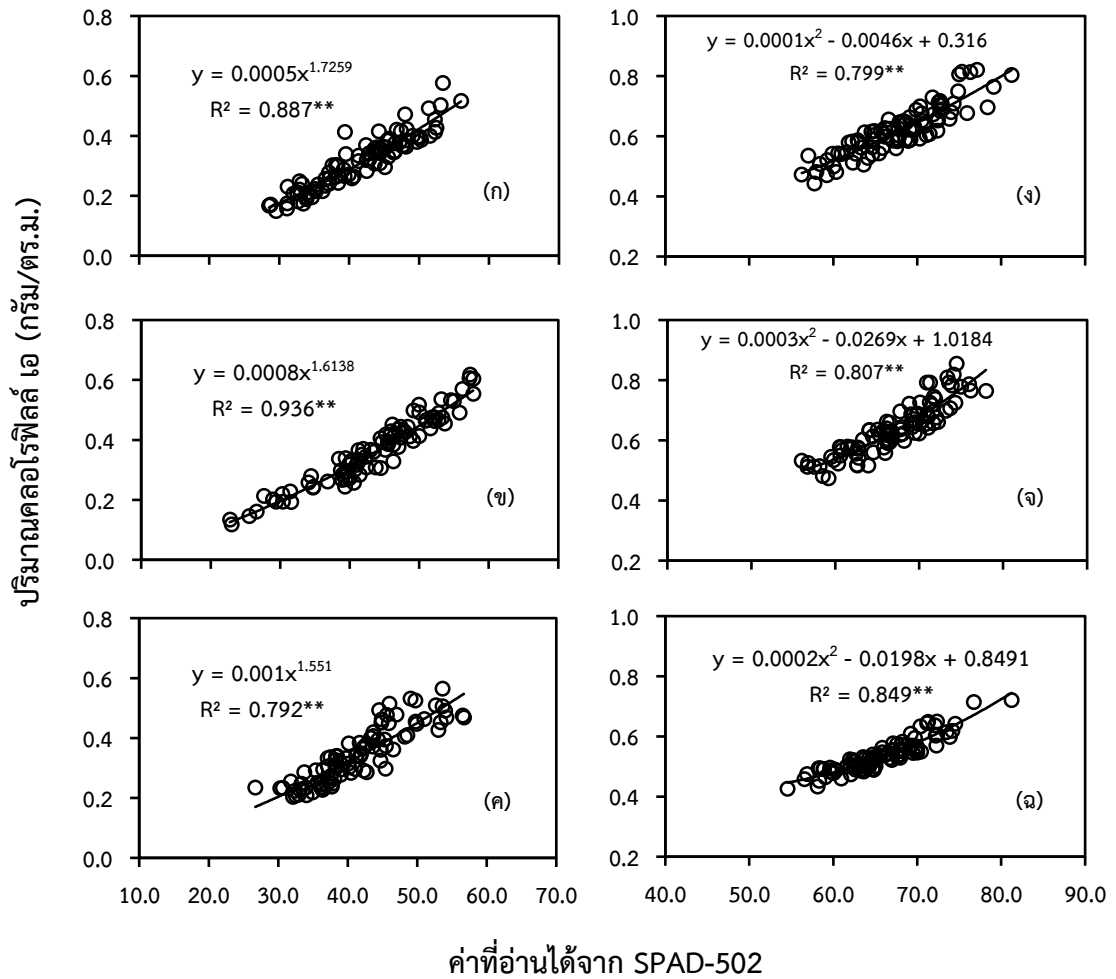 ปริมาณคลอโรฟิลล์ เอ (กรัม/ตร.ม.)
0.8
0.6
0.4
0.2
0.0
y = 0.0005x^1.7259
R² = 0.887**
(ก)
1.0
0.8
0.6
0.4
0.2
y = 0.0001x² - 0.0046x + 0.316
R² = 0.799**
(ง)
0.8
0.6
0.4
0.2
0.0
y = 0.0008x^1.6138
R² = 0.936**
(ข)
1.0
0.8
0.6
0.4
0.2
y = 0.0003x² - 0.0269x + 1.0184
R² = 0.807**
(จ)
0.8
0.6
0.4
0.2
0.0
y = 0.001x^1.551
R² = 0.792**
(ค)
10.0 20.0 30.0 40.0 50.0 60.0 70.0
1.0
0.8
0.6
0.4
0.2
y = 0.0002x² - 0.0198x + 0.8491
R² = 0.849**
(ฉ)
40.0 50.0 60.0 70.0 80.0 90.0
ค่าที่อ่านได้จาก SPAD-502